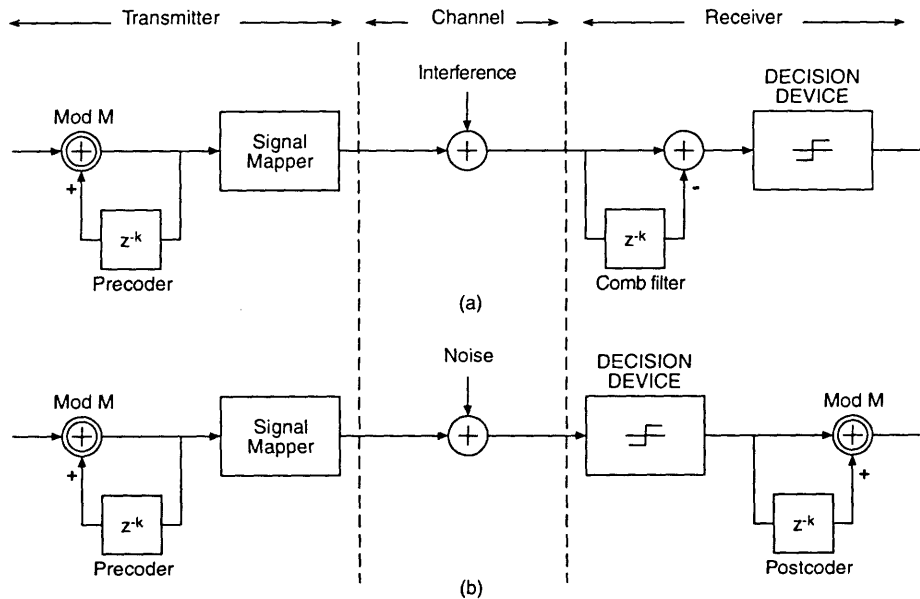 Transmitter Channel Receiver
Interference
DECISION
DEVICE
Mod M
Signal
Mapper
+
+
+
-
z-k
z-k
Precoder
Comb filter
(a)
Noise
DECISION
DEVICE
Mod M
Mod M
Signal
Mapper
+
+
+
+
+
z-k
z-k
Precoder
Postcoder
(b)